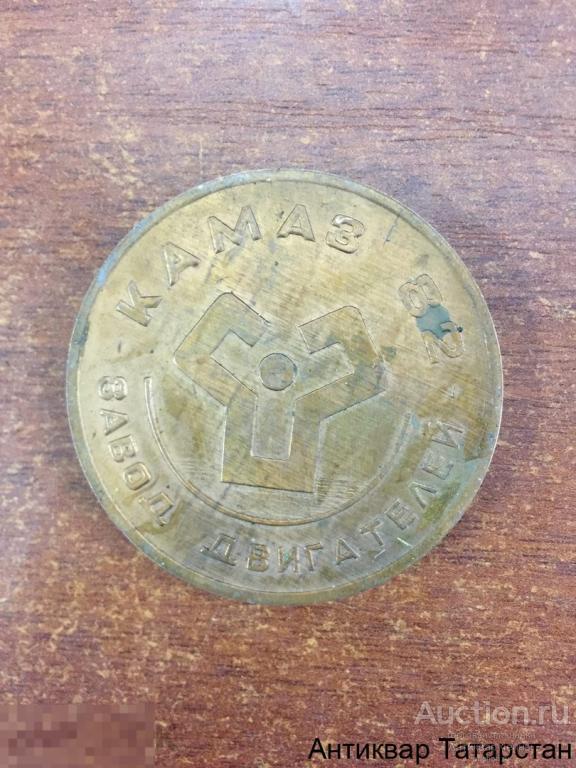 КАМАЗ 82
ЗАВОД ДВИГАТЕЛЕЙ
Auction.ru
Антиквар Татарстан